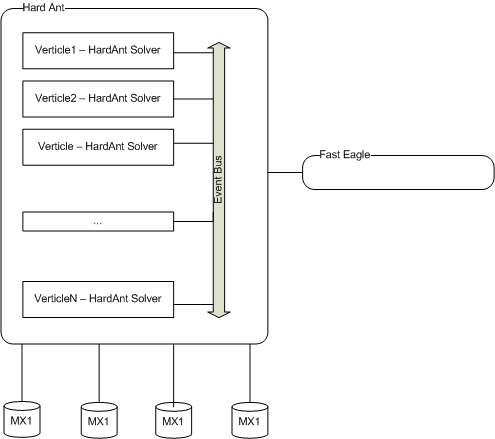 Hard Ant
Verticle1 – HardAnt Solver
Verticle2 – HardAnt Solver
Verticle – HardAnt Solver
...
VerticleN – HardAnt Solver
Event Bus
Fast Eagle
MX1
MX1
MX1
MX1